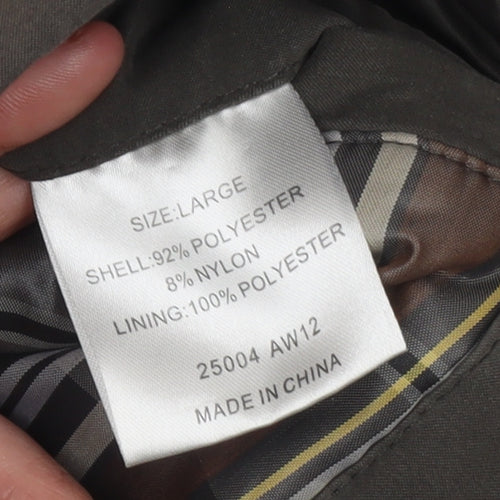 SIZE:LARGE
SHELL:92% POLYESTER
8% NYLON
LINING:100% POLYESTER
25004 AW12
MADE IN CHINA